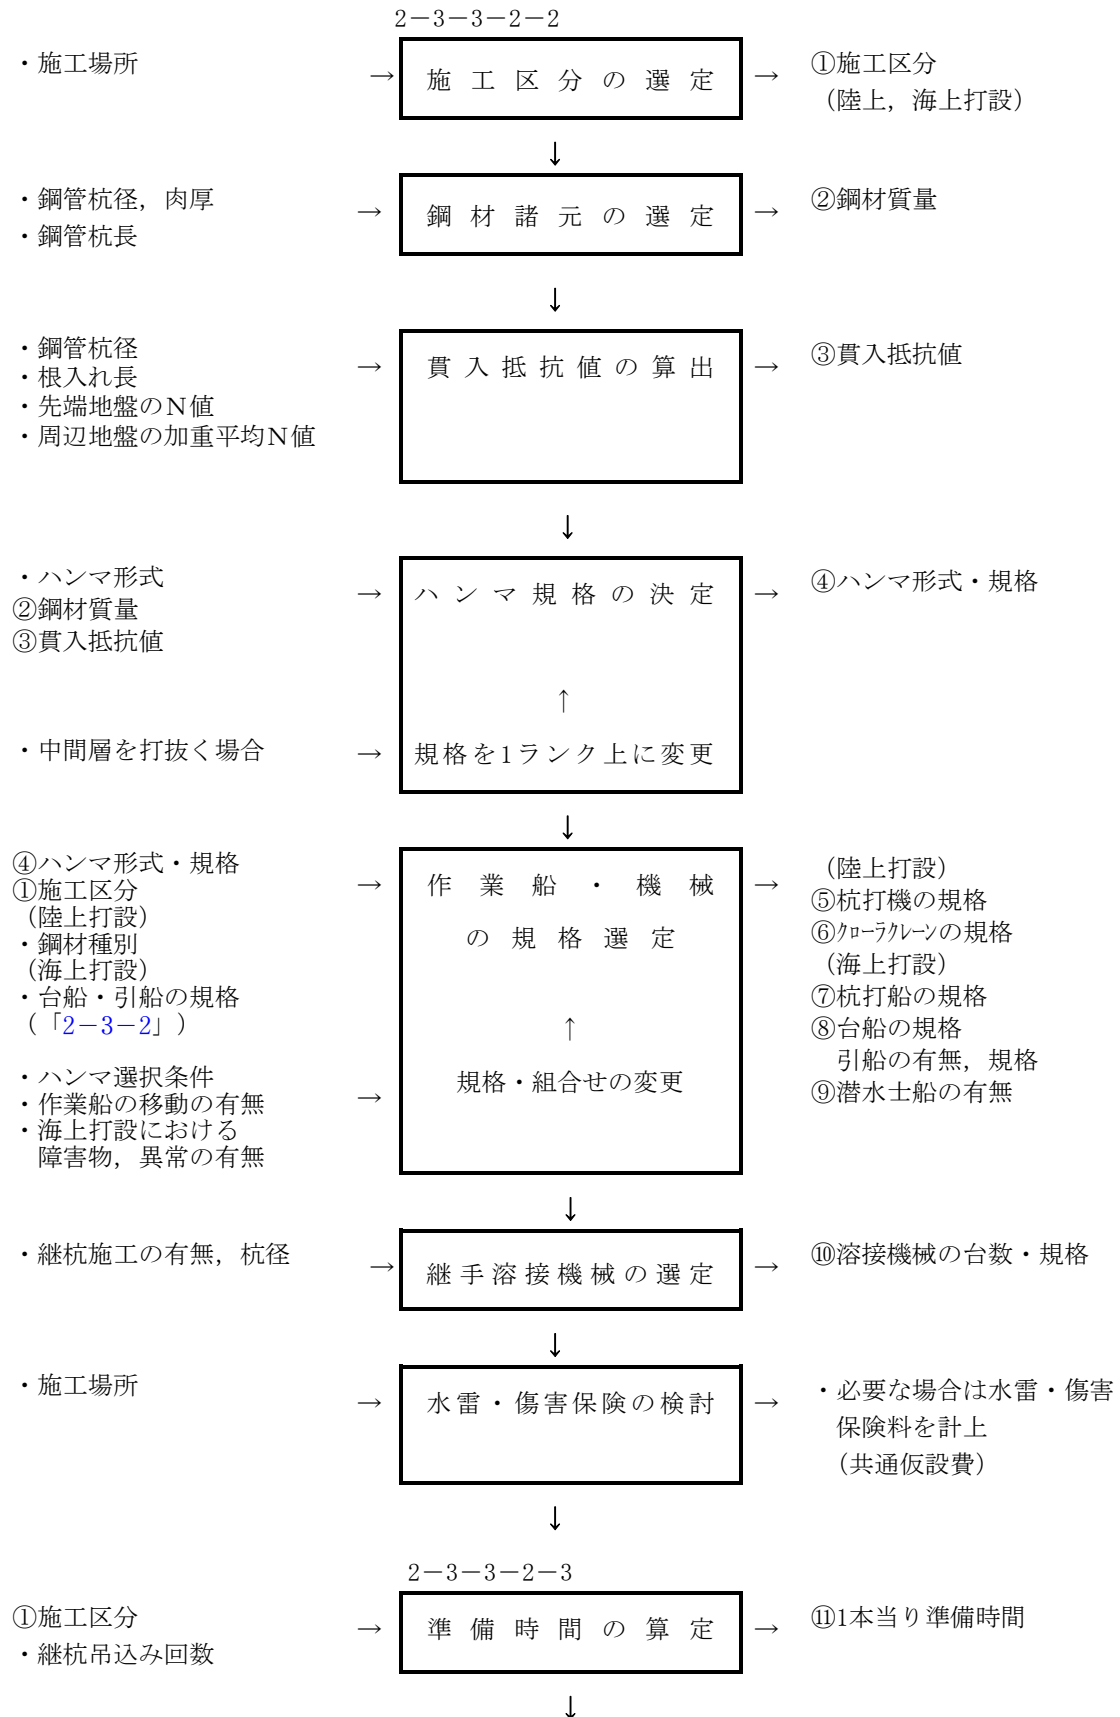 2－3－3－2－2
・施工場所
→
施工区分の選定
→
①施工区分
（陸上，海上打設）
↓
・鋼管杭径，肉厚
・鋼管杭長
→
鋼材諸元の選定
→
②鋼材質量
↓
・鋼管杭径
・根入れ長
・先端地盤のＮ値
・周辺地盤の加重平均Ｎ値
→
貫入抵抗値の算出
→
③貫入抵抗値
↓
・ハンマ形式
②鋼材質量
③貫入抵抗値
→
ハンマ規格の決定
→
④ハンマ形式・規格
↑
・中間層を打抜く場合
→
規格を1ランク上に変更
↓
④ハンマ形式・規格
①施工区分
（陸上打設）
・鋼材種別
（海上打設）
・台船・引船の規格
（「2－3－2」）
→
作業船・機械
の規格選定
→
（陸上打設）
⑤杭打機の規格
⑥ｸﾛｰﾗｸﾚｰﾝの規格
（海上打設）
⑦杭打船の規格
⑧台船の規格
引船の有無，規格
⑨潜水士船の有無
↑
・ハンマ選択条件
・作業船の移動の有無
・海上打設における
障害物，異常の有無
→
規格・組合せの変更
↓
・継杭施工の有無，杭径
→
継手溶接機械の選定
→
⑩溶接機械の台数・規格
↓
・施工場所
→
水雷・傷害保険の検討
→
・必要な場合は水雷・傷害
保険料を計上
（共通仮設費）
↓
2－3－3－2－3
①施工区分
・継杭吊込み回数
→
準備時間の算定
→
⑪1本当り準備時間
↓